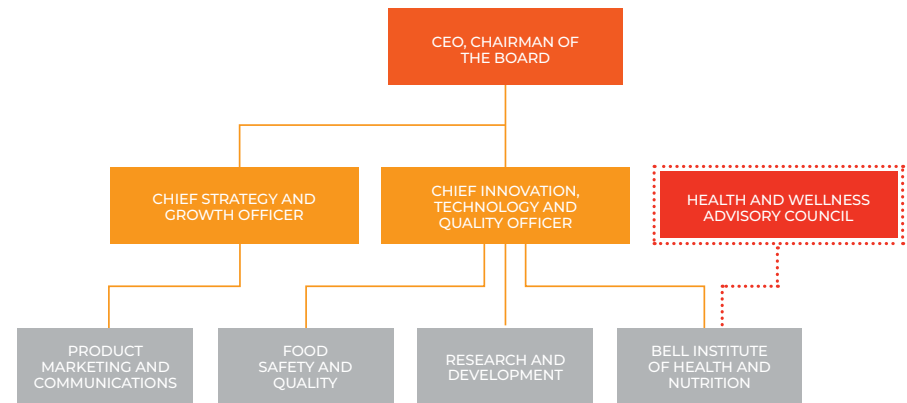 CEO, CHAIRMAN OF
THE BOARD
CHIEF STRATEGY AND
GROWTH OFFICER
CHIEF INNOVATION,
TECHNOLOGY AND
QUALITY OFFICER
HEALTH AND WELLNESS
ADVISORY COUNCIL
PRODUCT
MARKETING AND
COMMUNICATIONS
FOOD
SAFETY AND
QUALITY
RESEARCH AND
DEVELOPMENT
BELL INSTITUTE
OF HEALTH AND
NUTRITION